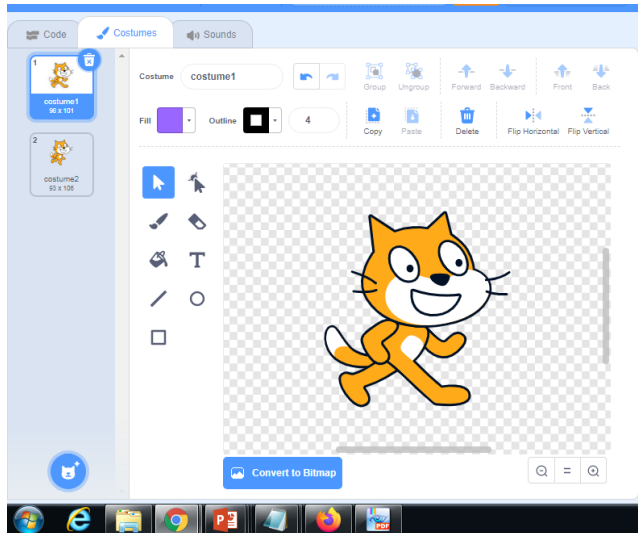 Code Costumes Sounds
1
costume1
96 x 101
2
costume2
93 x 106
Costume costume1
Group Ungroup Forward Backward Front Back
Fill Outline 4
Copy Paste Delete Flip Horizontal Flip Vertical
T
Convert to Bitmap
P
PDF